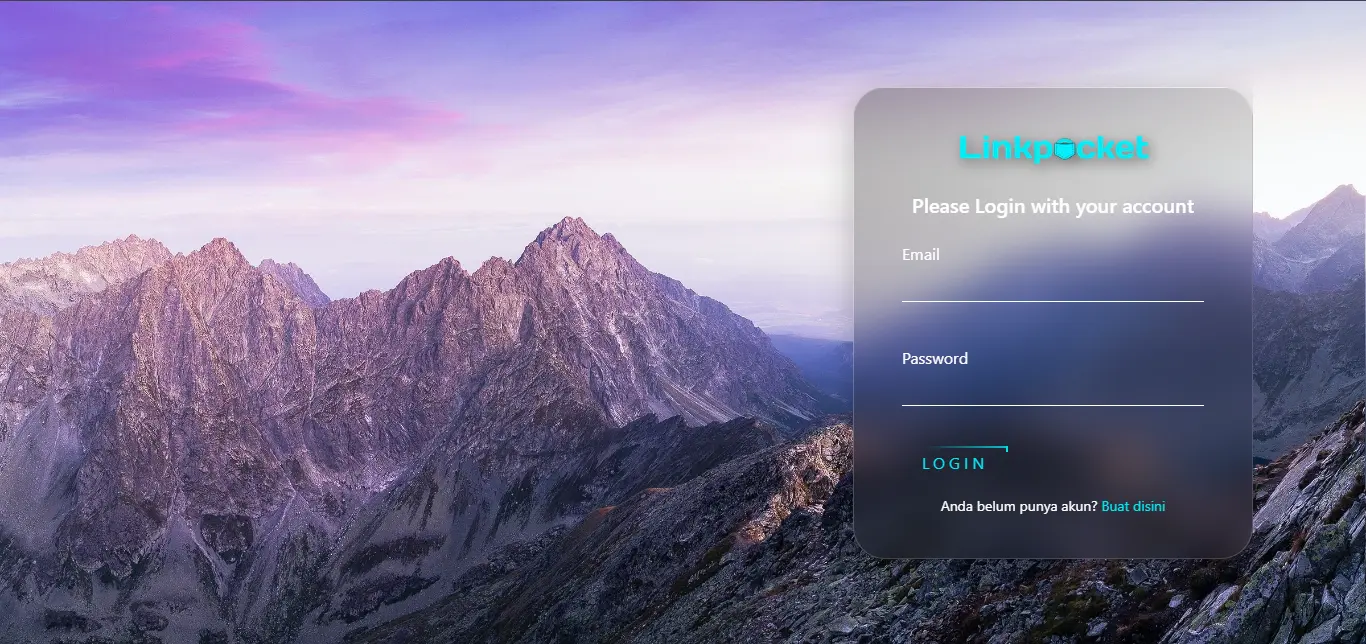 Linkpocket
Please Login with your account
Email
Password
LOGIN
Anda belum punya akun? Buat disini